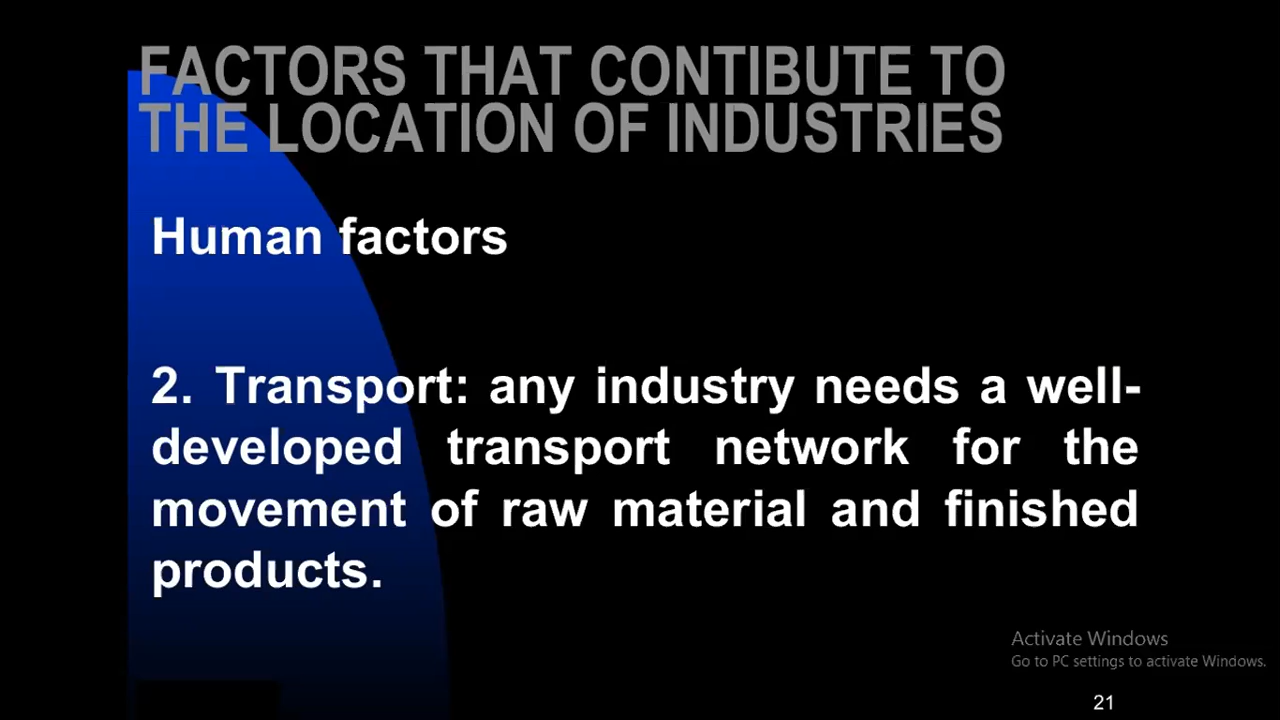 FACTORS THAT CONTIBUTE TO
THE LOCATION OF INDUSTRIES
Human factors
2. Transport: any industry needs a well-
developed transport network for the
movement of raw material and finished
products.
Activate Windows
Go to PC settings to activate Windows.
21